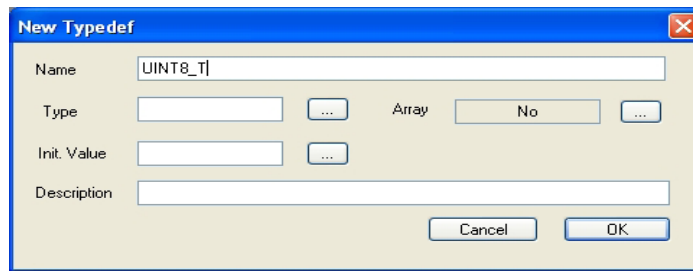 New Typedef
Name UINT8_T
Type ... Array No ...
Init. Value ...
Description
Cancel OK